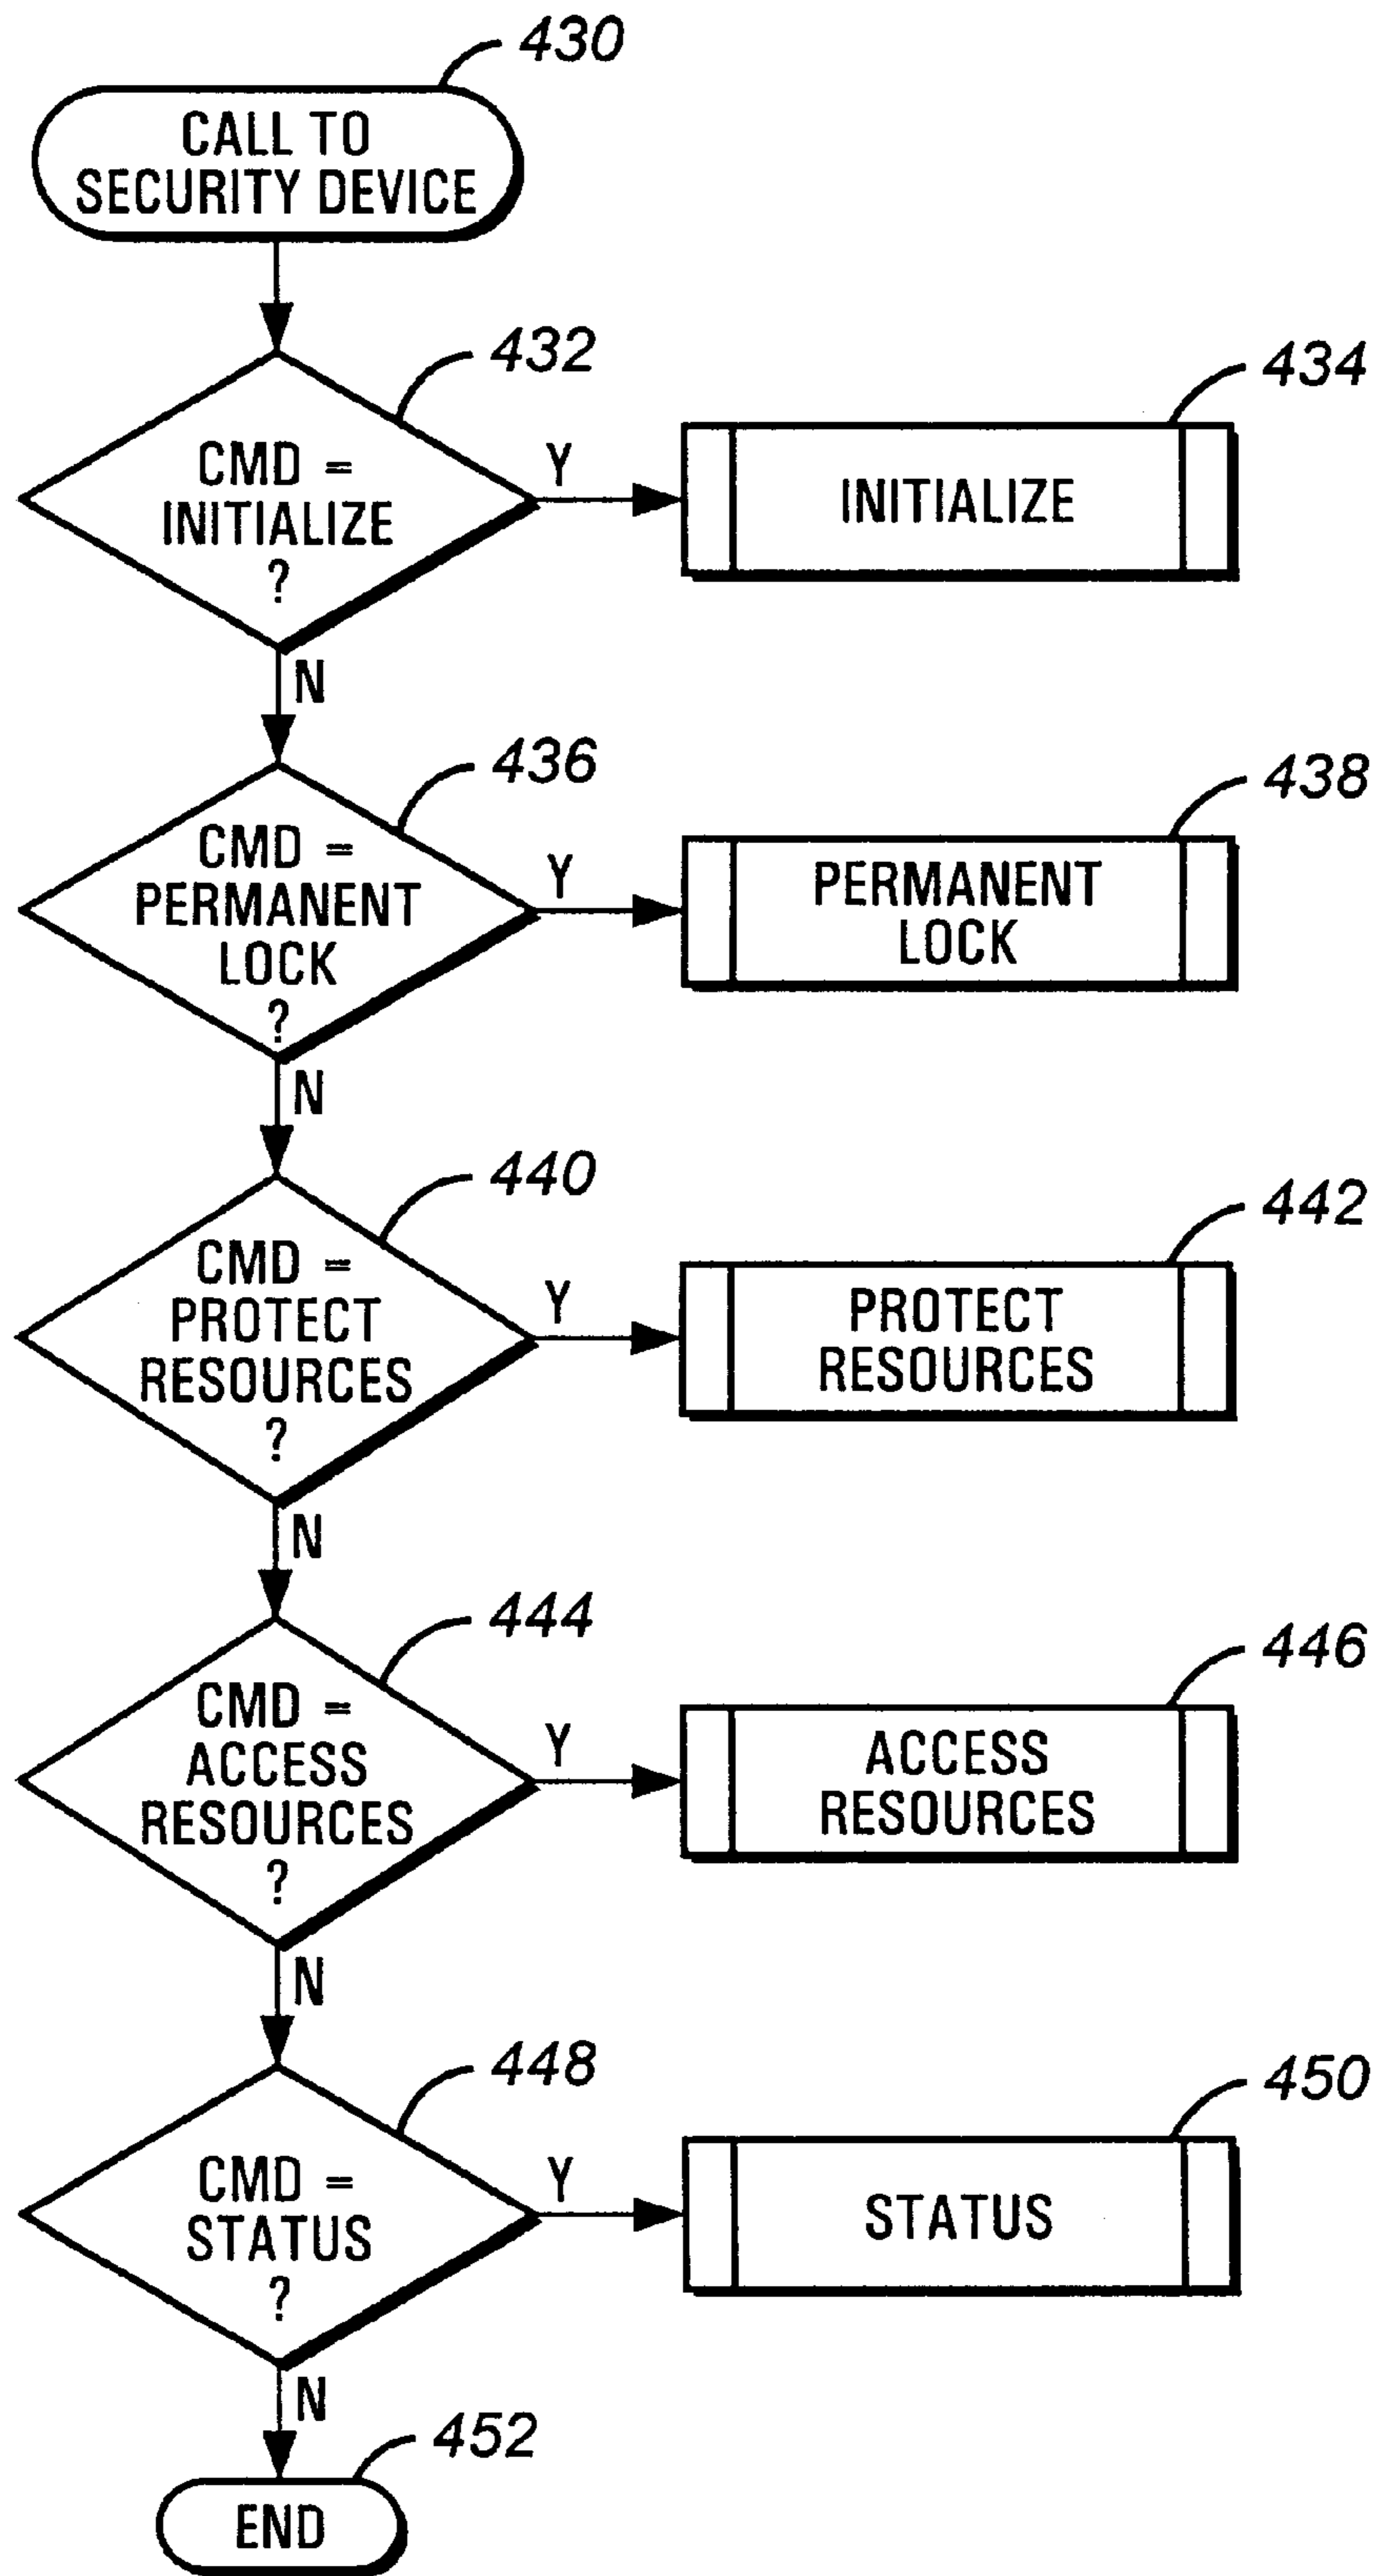 430
CALL TO
SECURITY DEVICE
432
CMD =
INITIALIZE
?
Y
434
INITIALIZE
N
436
CMD =
PERMANENT
LOCK
?
Y
438
PERMANENT
LOCK
N
440
CMD =
PROTECT
RESOURCES
?
Y
442
PROTECT
RESOURCES
N
444
CMD =
ACCESS
RESOURCES
?
Y
446
ACCESS
RESOURCES
N
448
CMD =
STATUS
?
Y
450
STATUS
N
452
END